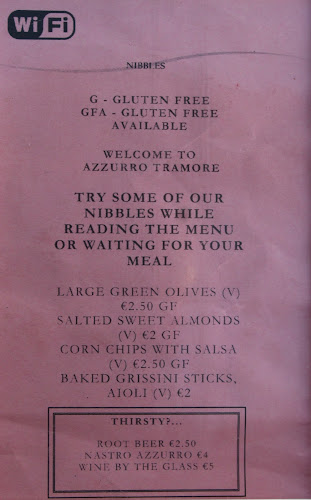 WiFi
NIBBLES
G - GLUTEN FREE
GFA - GLUTEN FREE
AVAILABLE
WELCOME TO
AZZURRO TRAMORE
TRY SOME OF OUR
NIBBLES WHILE
READING THE MENU
OR WAITING FOR YOUR
MEAL
LARGE GREEN OLIVES (V)
€2.50 GF
SALTED SWEET ALMONDS
(V) €2 GF
CORN CHIPS WITH SALSA
(V) €2.50 GF
BAKED GRISSINI STICKS,
AIOLI (V) €2
THIRSTY?...
ROOT BEER €2.50
NASTRO AZZURRO €4
WINE BY THE GLASS €5